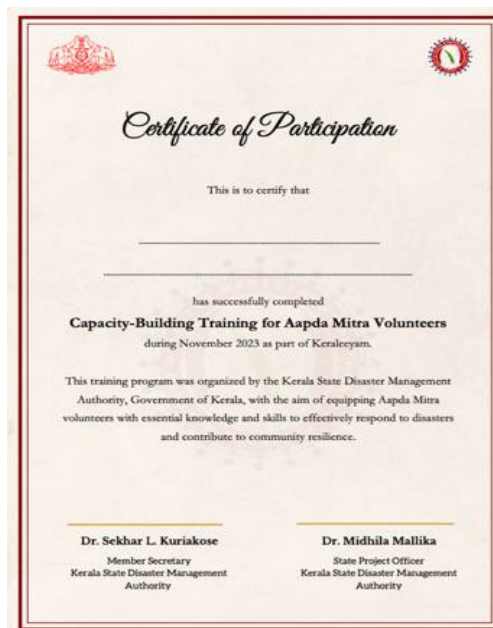 Certificate of Participation
This is to certify that
has successfully completed
Capacity-Building Training for Aapda Mitra Volunteers
during November 2023 as part of Keraleeyam.
This training program was organized by the Kerala State Disaster Management
Authority, Government of Kerala, with the aim of equipping Aapda Mitra
volunteers with essential knowledge and skills to effectively respond to disasters
and contribute to community resilience.
Dr. Sekhar L. Kuriakose
Member Secretary
Kerala State Disaster Management
Authority
Dr. Midhila Mallika
State Project Officer
Kerala State Disaster Management
Authority